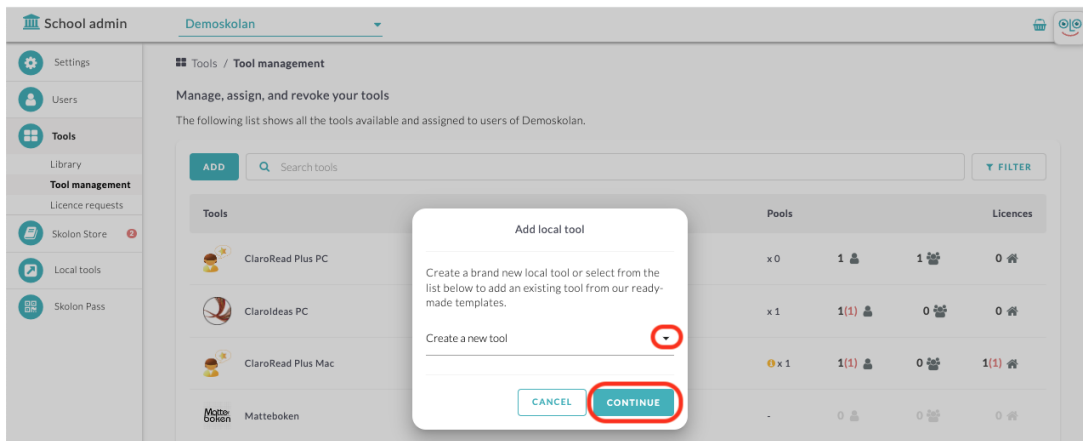 School admin
Demoskolan
Settings
Users
Tools
Library
Tool management
Licence requests
Skolon Store 2
Local tools
Skolon Pass
Tools / Tool management
Manage, assign, and revoke your tools
The following list shows all the tools available and assigned to users of Demoskolan.
ADD
Search tools
FILTER
Tools Pools Licences
ClaroRead Plus PC x 0 1 1 0
ClaroIdeas PC x 1 1(1) 0 0
ClaroRead Plus Mac x 1 1(1) 0 1(1)
Matte boken Matteboken - 0 0 0
Add local tool
Create a brand new local tool or select from the
list below to add an existing tool from our ready-
made templates.
Create a new tool
CANCEL CONTINUE